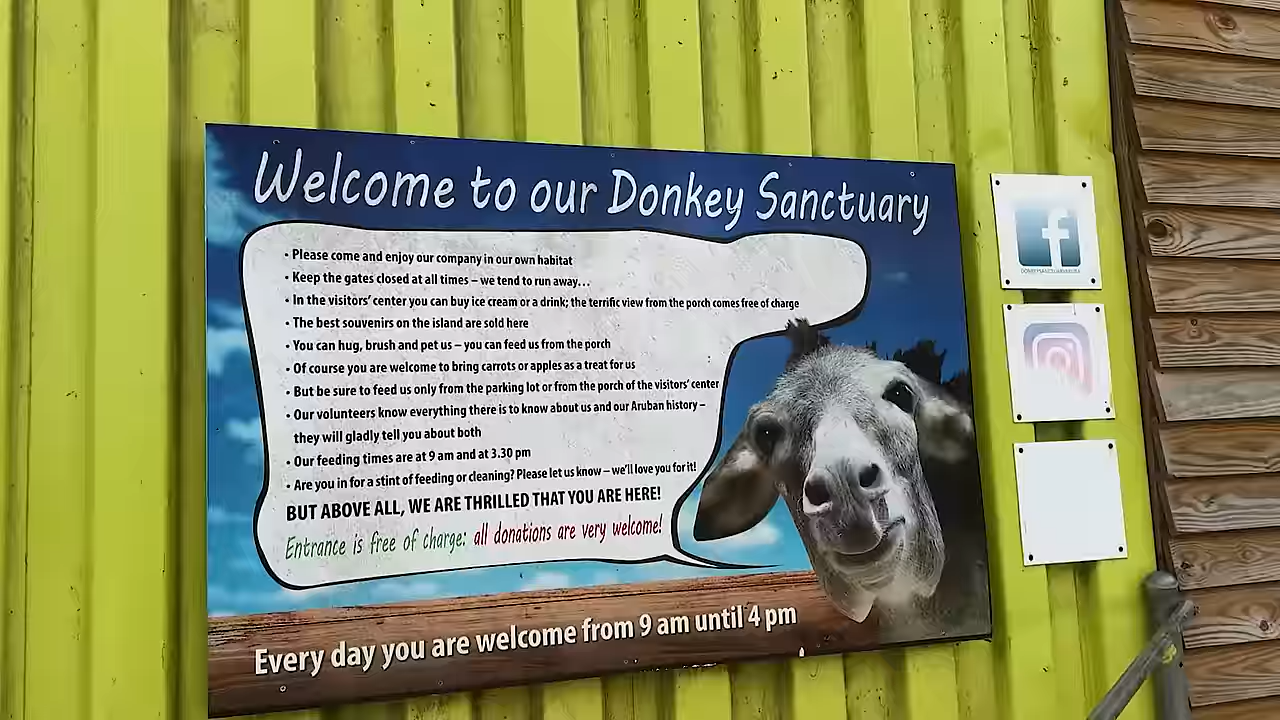 Welcome to our Donkey Sanctuary
• Please come and enjoy our company in our own habitat
• Keep the gates closed at all times – we tend to run away...
• In the visitors' center you can buy ice cream or a drink; the terrific view from the porch comes free of charge
• The best souvenirs on the island are sold here
• You can hug, brush and pet us – you can feed us from the porch
• Of course you are welcome to bring carrots or apples as a treat for us
• But be sure to feed us only from the parking lot or from the porch of the visitors' center
• Our volunteers know everything there is to know about us and our Aruban history –
they will gladly tell you about both
• Our feeding times are at 9 am and at 3.30 pm
• Are you in for a stint of feeding or cleaning? Please let us know – we'll love you for it!
BUT ABOVE ALL, WE ARE THRILLED THAT YOU ARE HERE!
Entrance is free of charge: all donations are very welcome!
Every day you are welcome from 9 am until 4 pm
f